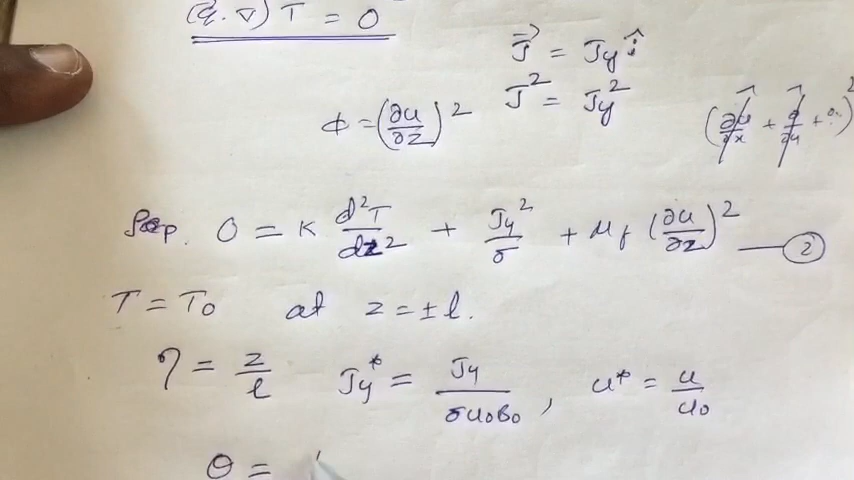 (q.∇) T = 0
J⃗ = Jy î
J² = Jy²
ϕ = (∂u/∂z)²
0 = K d²T/dz² + Jy²/σ + μf (∂u/∂z)² — (2)
T = T0 at z = ± l.
η = z/l Jy* = Jy/σu0B0 , u* = u/u0
θ =